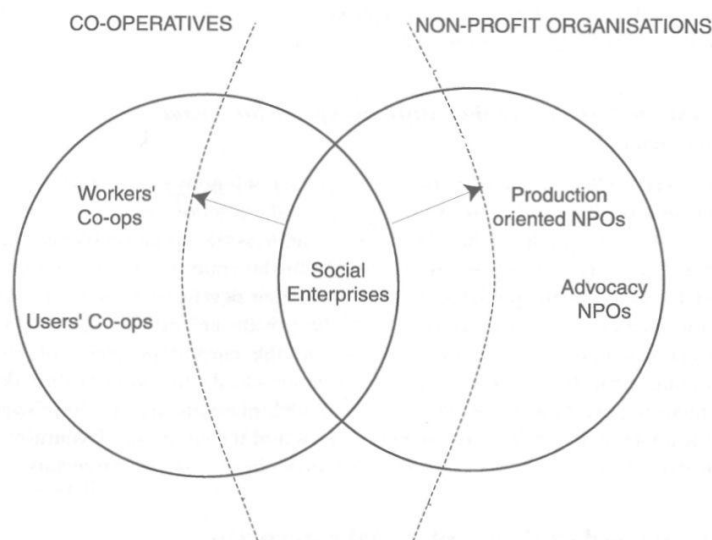 CO-OPERATIVES
NON-PROFIT ORGANISATIONS
Workers'
Co-ops
Users' Co-ops
Social
Enterprises
Production
oriented NPOs
Advocacy
NPOs